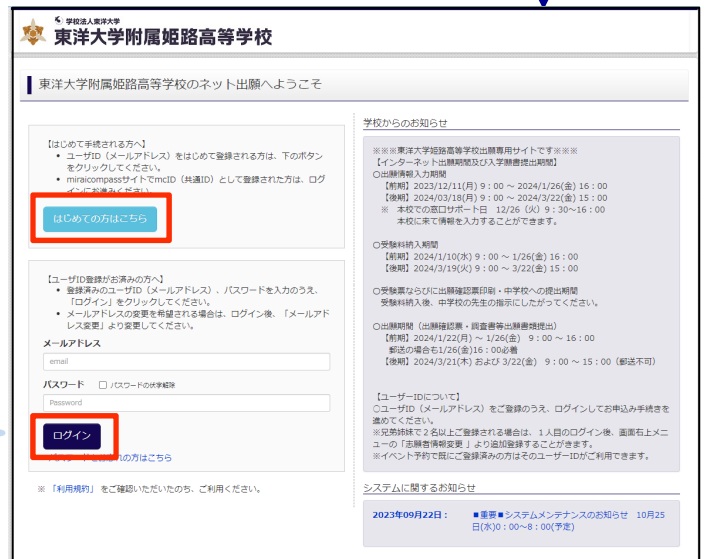 学校法人東洋大学
東洋大学附属姫路高等学校
東洋大学附属姫路高等学校のネット出願へようこそ
【はじめて手続される方へ】
• ユーザID（メールアドレス）をはじめて登録される方は、下のボタン
をクリックしてください。
• miraicompassサイトでmcID（共通ID）として登録された方は、ログ
インにお進みください。
はじめての方はこちら
【ユーザID登録がお済みの方へ】
• 登録済みのユーザID（メールアドレス）、パスワードを入力のうえ、
「ログイン」をクリックしてください。
• メールアドレスの変更を希望される場合は、ログイン後、「メールアド
レス変更」より変更してください。
メールアドレス
email
パスワード □ パスワードの伏字解除
Password
ログイン
の方はこちら
※ 「利用規約」 をご確認いただいたのち、ご利用ください。
学校からのお知らせ
※※※東洋大学姫路高等学校出願専用サイトです※※※
【インターネット出願期間及び入学願書提出期間】
○出願情報入力期間
【前期】2023/12/11(月) 9：00 ～ 2024/1/26(金) 16：00
【後期】2024/03/18(月) 9：00 ～ 2024/3/22(金) 15：00
※ 本校での窓口サポート日 12/26（火）9：30～16：00
本校に来て情報を入力することができます。
○受験料納入期間
【前期】2024/1/10(水) 9：00 ～ 1/26(金) 16：00
【後期】2024/3/19(火) 9：00 ～ 3/22(金) 15：00
○受験票ならびに出願確認票印刷・中学校への提出期間
受験料納入後、中学校の先生の指示にしたがってください。
○出願期間（出願確認票・調査書等出願書類提出）
【前期】2024/1/22(月) ～ 1/26(金) 9：00 ～ 16：00
郵送の場合も1/26(金)16：00必着
【後期】2024/3/21(木) および 3/22(金) 9：00 ～ 15：00（郵送不可）
【ユーザーIDについて】
○ユーザID（メールアドレス）をご登録のうえ、ログインしてお申込み手続きを
進めてください。
※兄弟姉妹で２名以上ご登録される場合は、１人目のログイン後、画面右上メニ
ューの「志願者情報変更 」より追加登録することがきます。
※イベント予約で既にご登録済みの方はそのユーザーIDがご利用できます。
システムに関するお知らせ
2023年09月22日： ■重要■システムメンテナンスのお知らせ 10月25
日(水)0：00～8：00(予定)